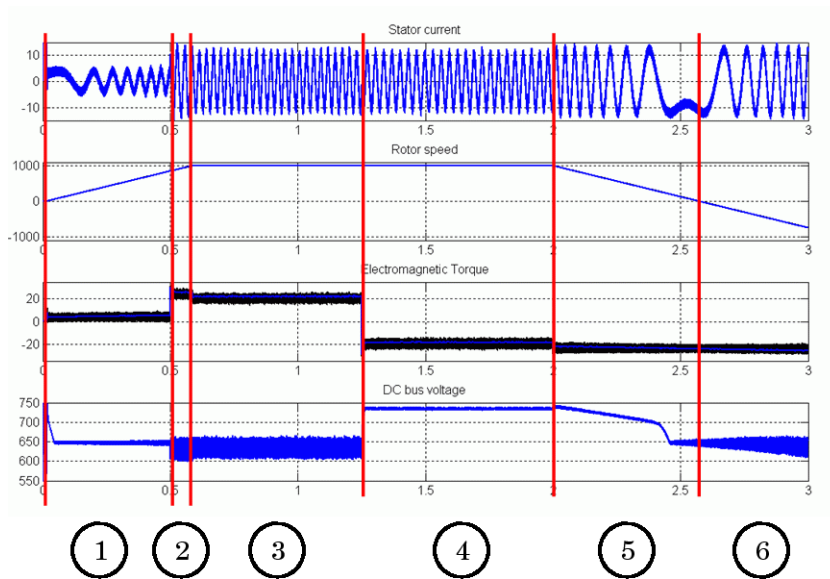 Stator current
10
0
-10
0 0.5 1 1.5 2 2.5 3
Rotor speed
1000
0
-1000
0 0.5 1 1.5 2 2.5 3
Electromagnetic Torque
20
0
-20
0 0.5 1 1.5 2 2.5 3
DC bus voltage
750
700
650
600
550
0 0.5 1 1.5 2 2.5 3
1 2 3 4 5 6